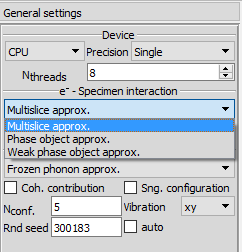 General settings
Device
CPU Precision Single
Nthreads 8
e⁻ - Specimen interaction
Multislice approx.
Multislice approx.
Phase object approx.
Weak phase object approx.
Frozen phonon approx.
Coh. contribution Sng. configuration
Nconf. 5 Vibration xy
Rnd seed 300183 auto